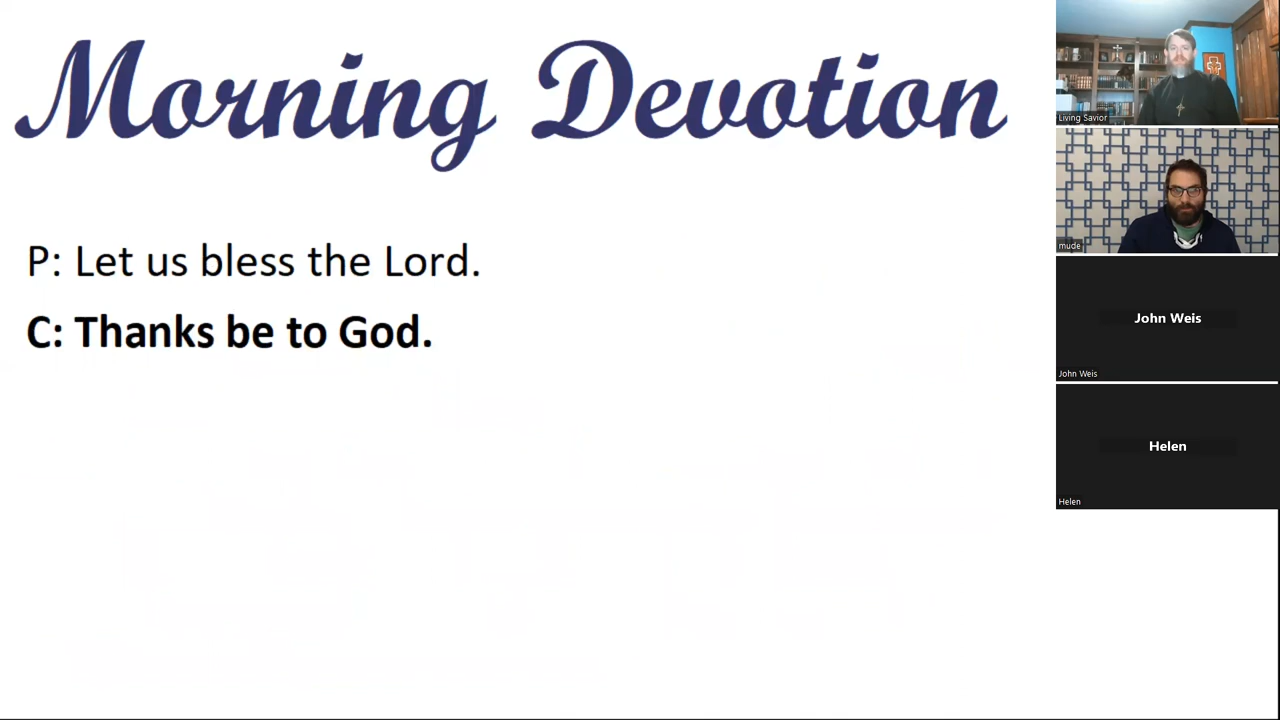 Morning Devotion
P: Let us bless the Lord.
C: Thanks be to God.
Living Savior
mude
John Weis
John Weis
Helen
Helen